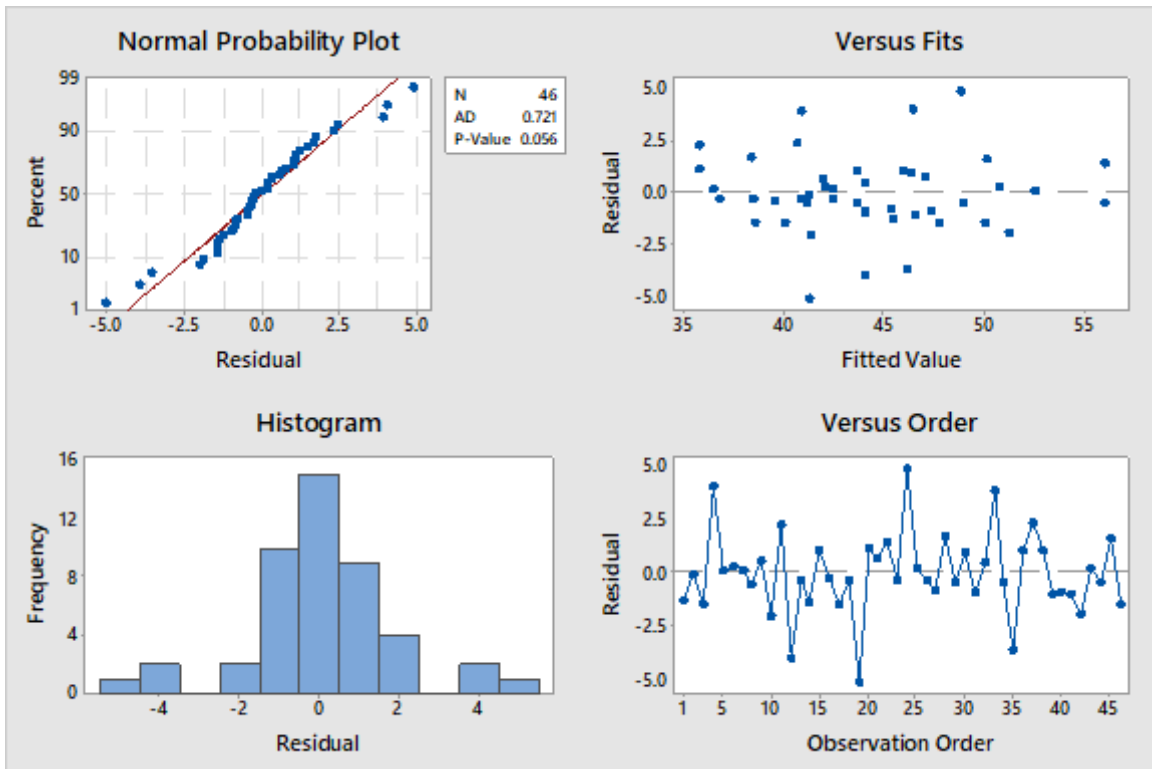 Normal Probability Plot
99
90
50
10
1
Percent
-5.0 -2.5 0.0 2.5 5.0
Residual
N 46
AD 0.721
P-Value 0.056
Versus Fits
5.0
2.5
0.0
-2.5
-5.0
Residual
35 40 45 50 55
Fitted Value
Histogram
16
12
8
4
0
Frequency
-4 -2 0 2 4
Residual
Versus Order
5.0
2.5
0.0
-2.5
-5.0
Residual
1 5 10 15 20 25 30 35 40 45
Observation Order